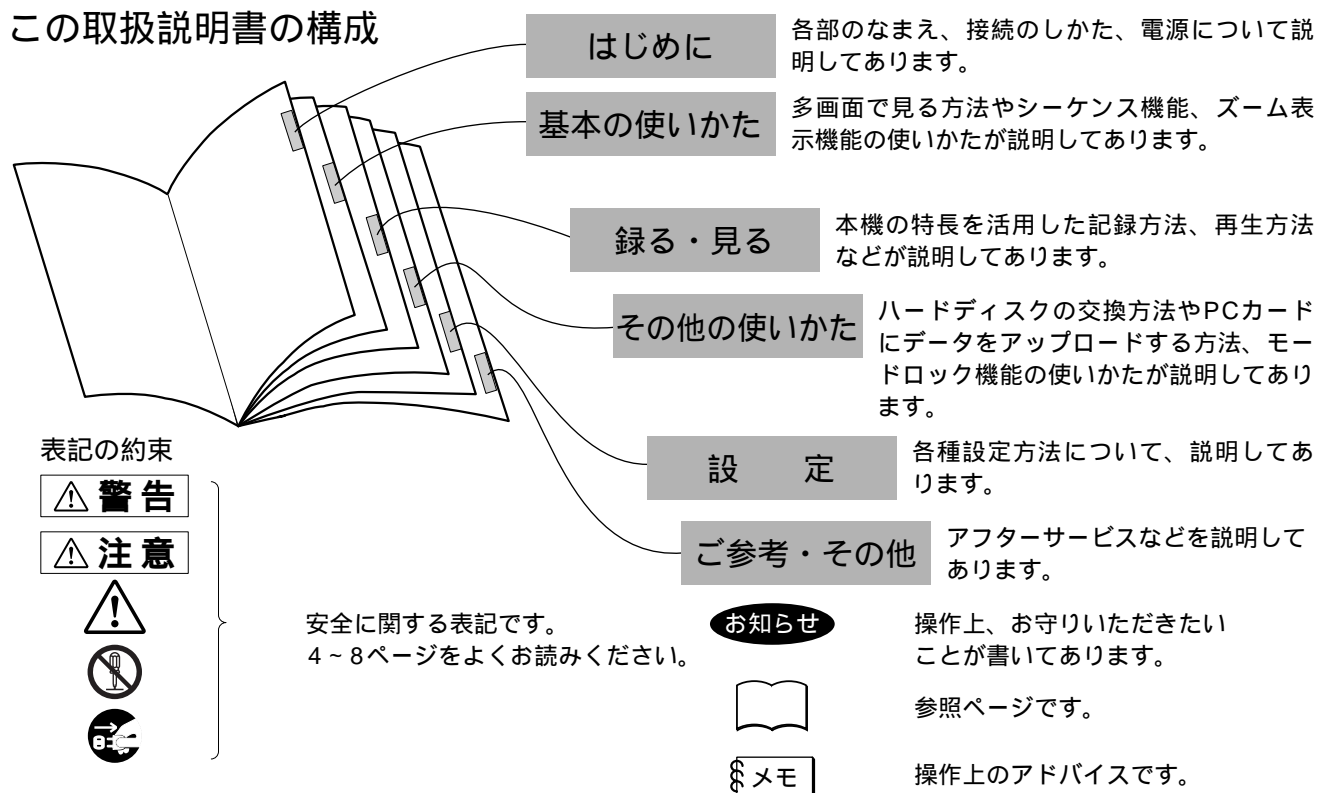 この取扱説明書の構成
はじめに
各部のなまえ、接続のしかた、電源について説
明してあります。
基本の使いかた
多画面で見る方法やシーケンス機能、ズーム表
示機能の使いかたが説明してあります。
録る・見る
本機の特長を活用した記録方法、再生方法
などが説明してあります。
その他の使いかた
ハードディスクの交換方法やPCカード
にデータをアップロードする方法、モー
ドロック機能の使いかたが説明してあり
ます。
設 定
各種設定方法について、説明してあ
ります。
ご参考・その他
アフターサービスなどを説明して
あります。
表記の約束
警告
注意
安全に関する表記です。
4~8ページをよくお読みください。
お知らせ
操作上、お守りいただきたい
ことが書いてあります。
参照ページです。
メモ
操作上のアドバイスです。